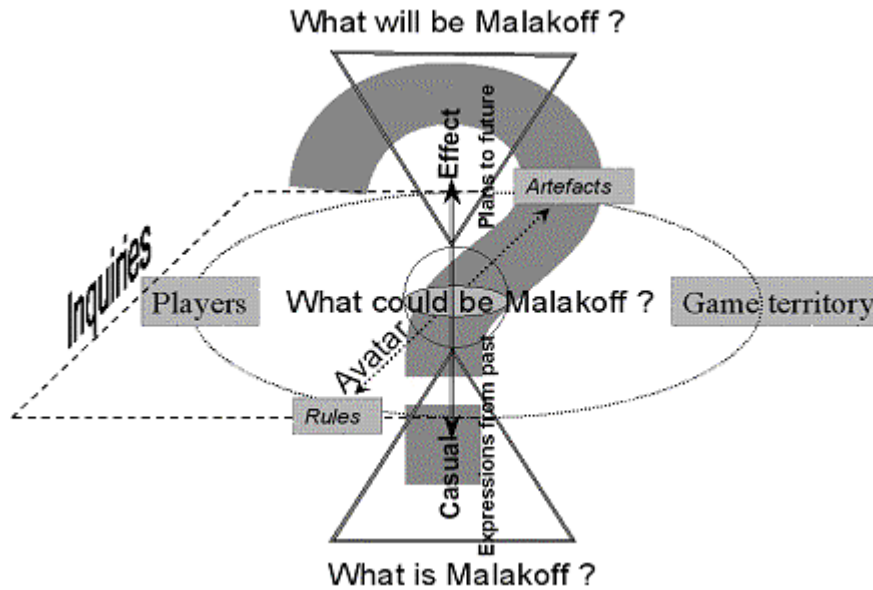 What will be Malakoff ?
Effect
Plans to future
Artefacts
Inquiries
Players
What could be Malakoff ?
Game territory
Avatar
Rules
Casual
Expressions from past
What is Malakoff ?